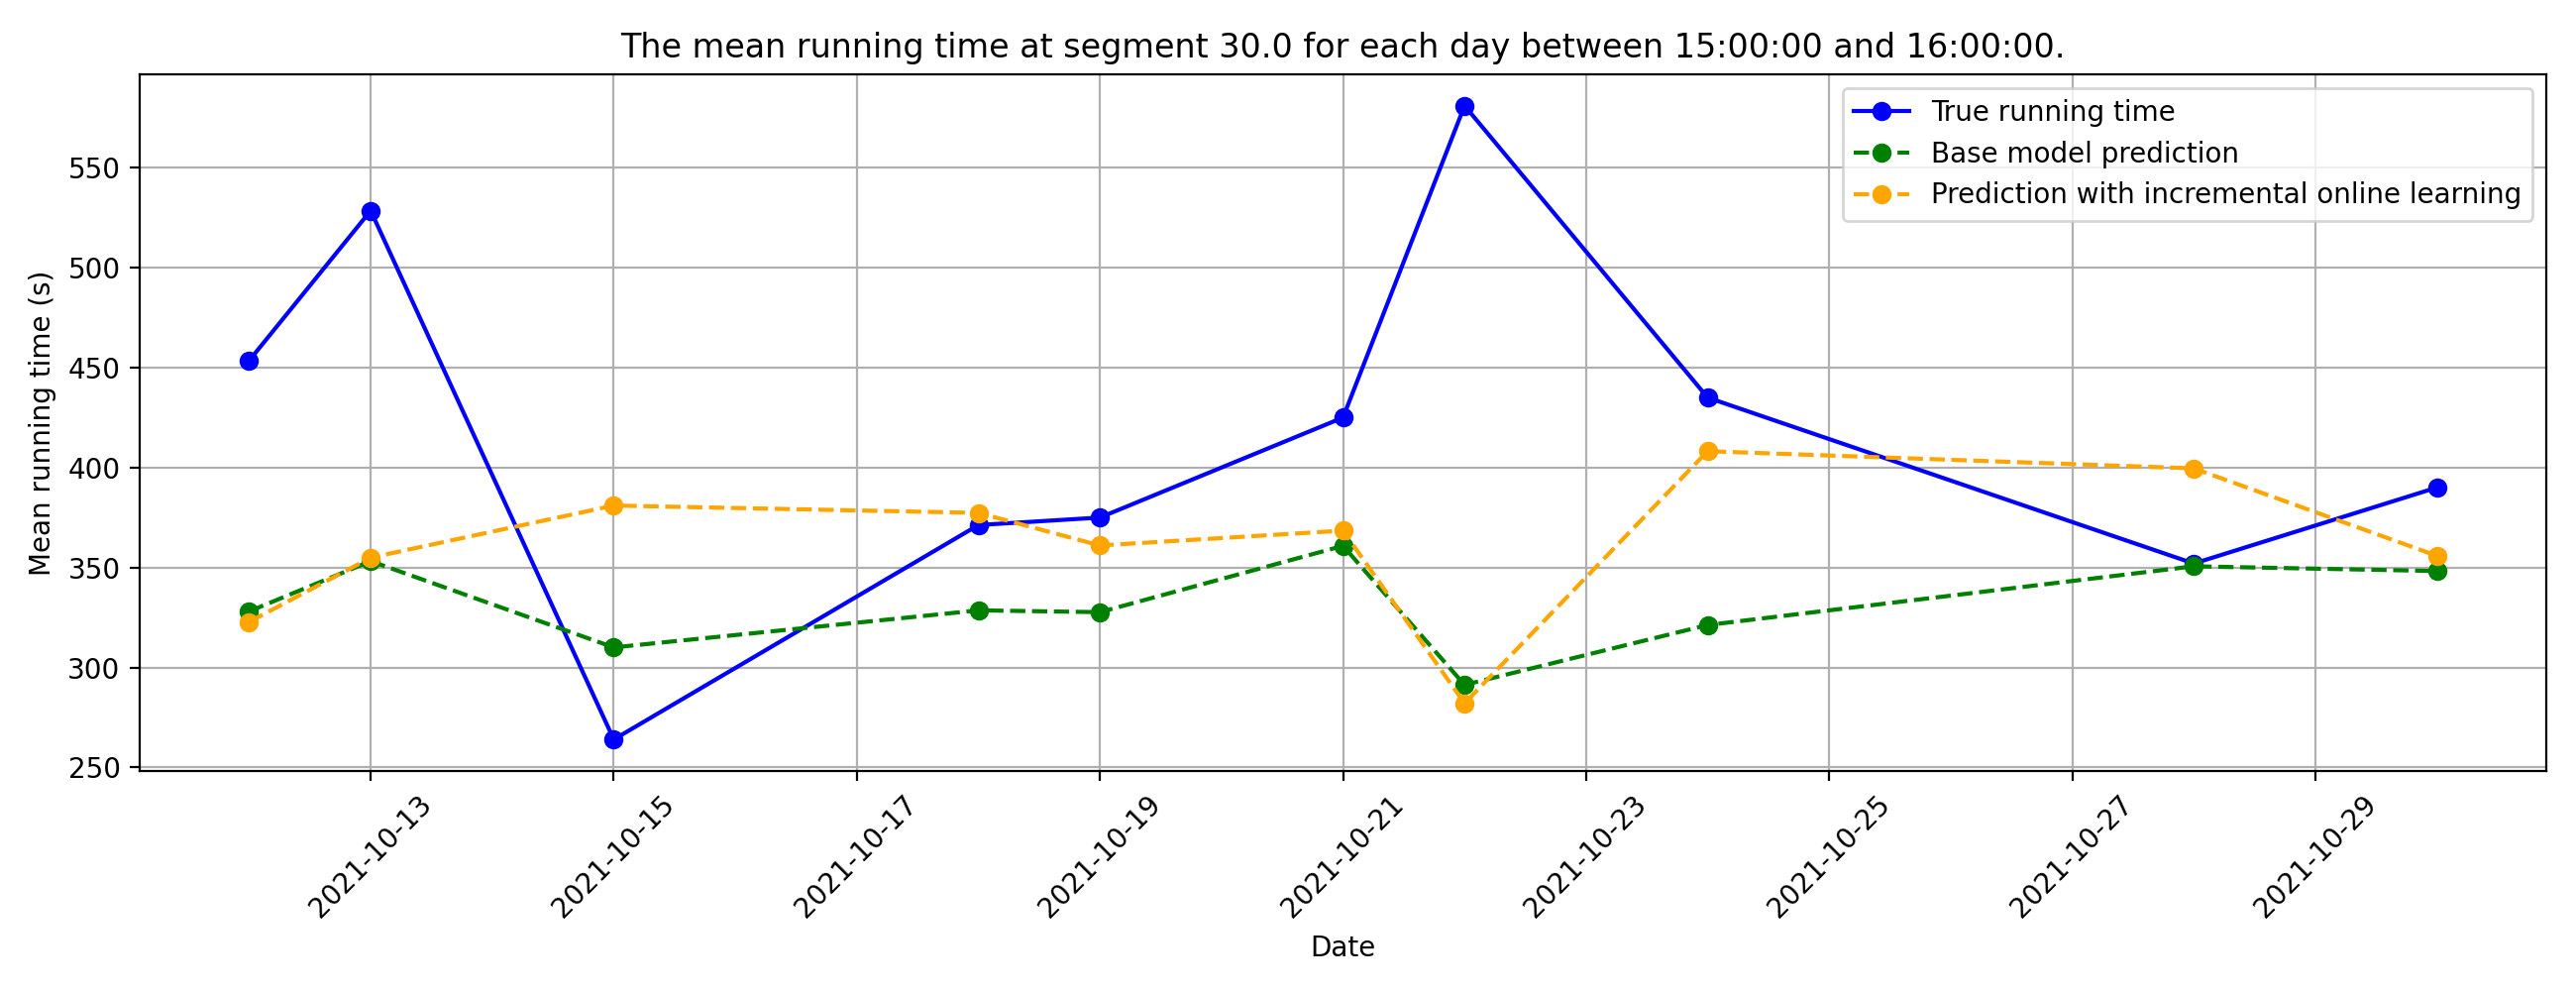 The mean running time at segment 30.0 for each day between 15:00:00 and 16:00:00.
True running time
Base model prediction
Prediction with incremental online learning
Mean running time (s)
550
500
450
400
350
300
250
2021-10-13
2021-10-15
2021-10-17
2021-10-19
2021-10-21
2021-10-23
2021-10-25
2021-10-27
2021-10-29
Date